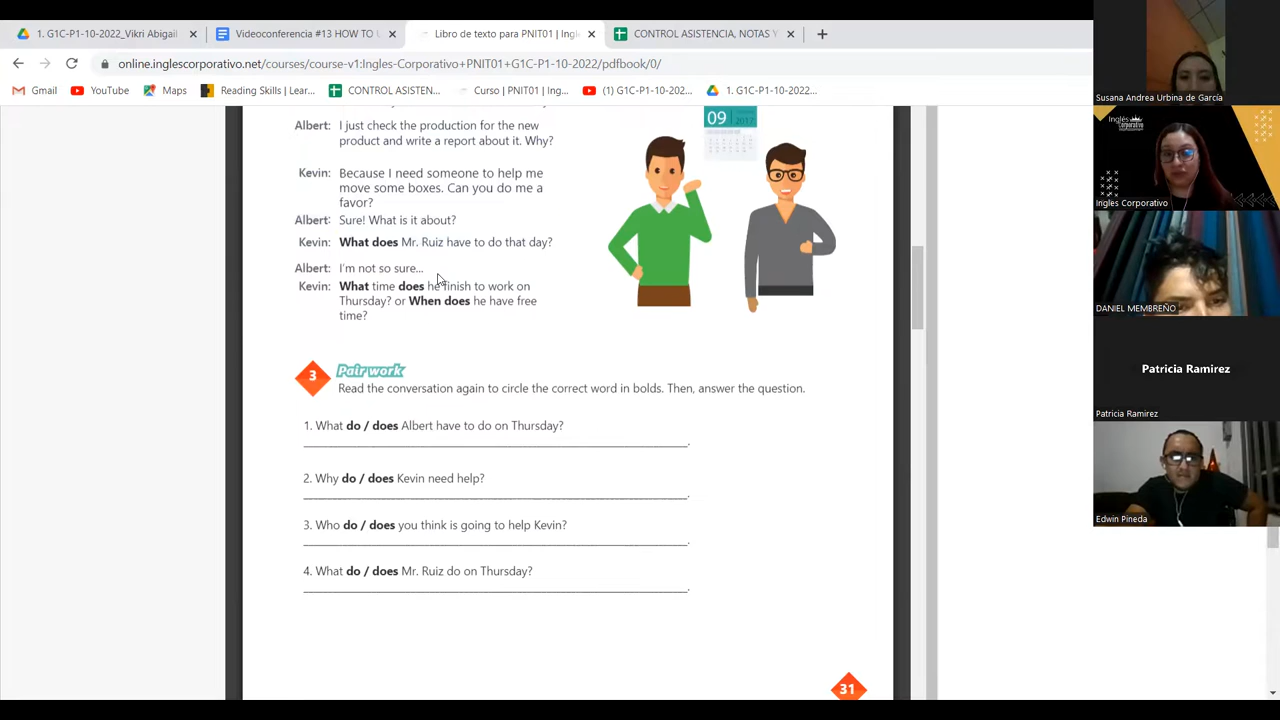 1. G1C-P1-10-2022_Vikri Abigail
Videoconferencia #13 HOW TO
Libro de texto para PNIT01 | Ingl
CONTROL ASISTENCIA, NOTAS Y
online.inglescorporativo.net/courses/course-v1:Ingles-Corporativo+PNIT01+G1C-P1-10-2022/pdfbook/0/
Gmail
YouTube
Maps
Reading Skills | Lear...
CONTROL ASISTEN...
Curso | PNIT01 | Ing...
(1) G1C-P1-10-202...
1. G1C-P1-10-2022...
Albert: I just check the production for the new
product and write a report about it. Why?
Kevin: Because I need someone to help me
move some boxes. Can you do me a
favor?
Albert: Sure! What is it about?
Kevin: What does Mr. Ruiz have to do that day?
Albert: I'm not so sure...
Kevin: What time does he finish to work on
Thursday? or When does he have free
time?
09
2017
3
Pair work
Read the conversation again to circle the correct word in bolds. Then, answer the question.
1. What do / does Albert have to do on Thursday?
2. Why do / does Kevin need help?
3. Who do / does you think is going to help Kevin?
4. What do / does Mr. Ruiz do on Thursday?
31
Susana Andrea Urbina de García
Inglés
Corporativo
Ingles Corporativo
DANIEL MEMBREÑO
Patricia Ramirez
Patricia Ramirez
Edwin Pineda